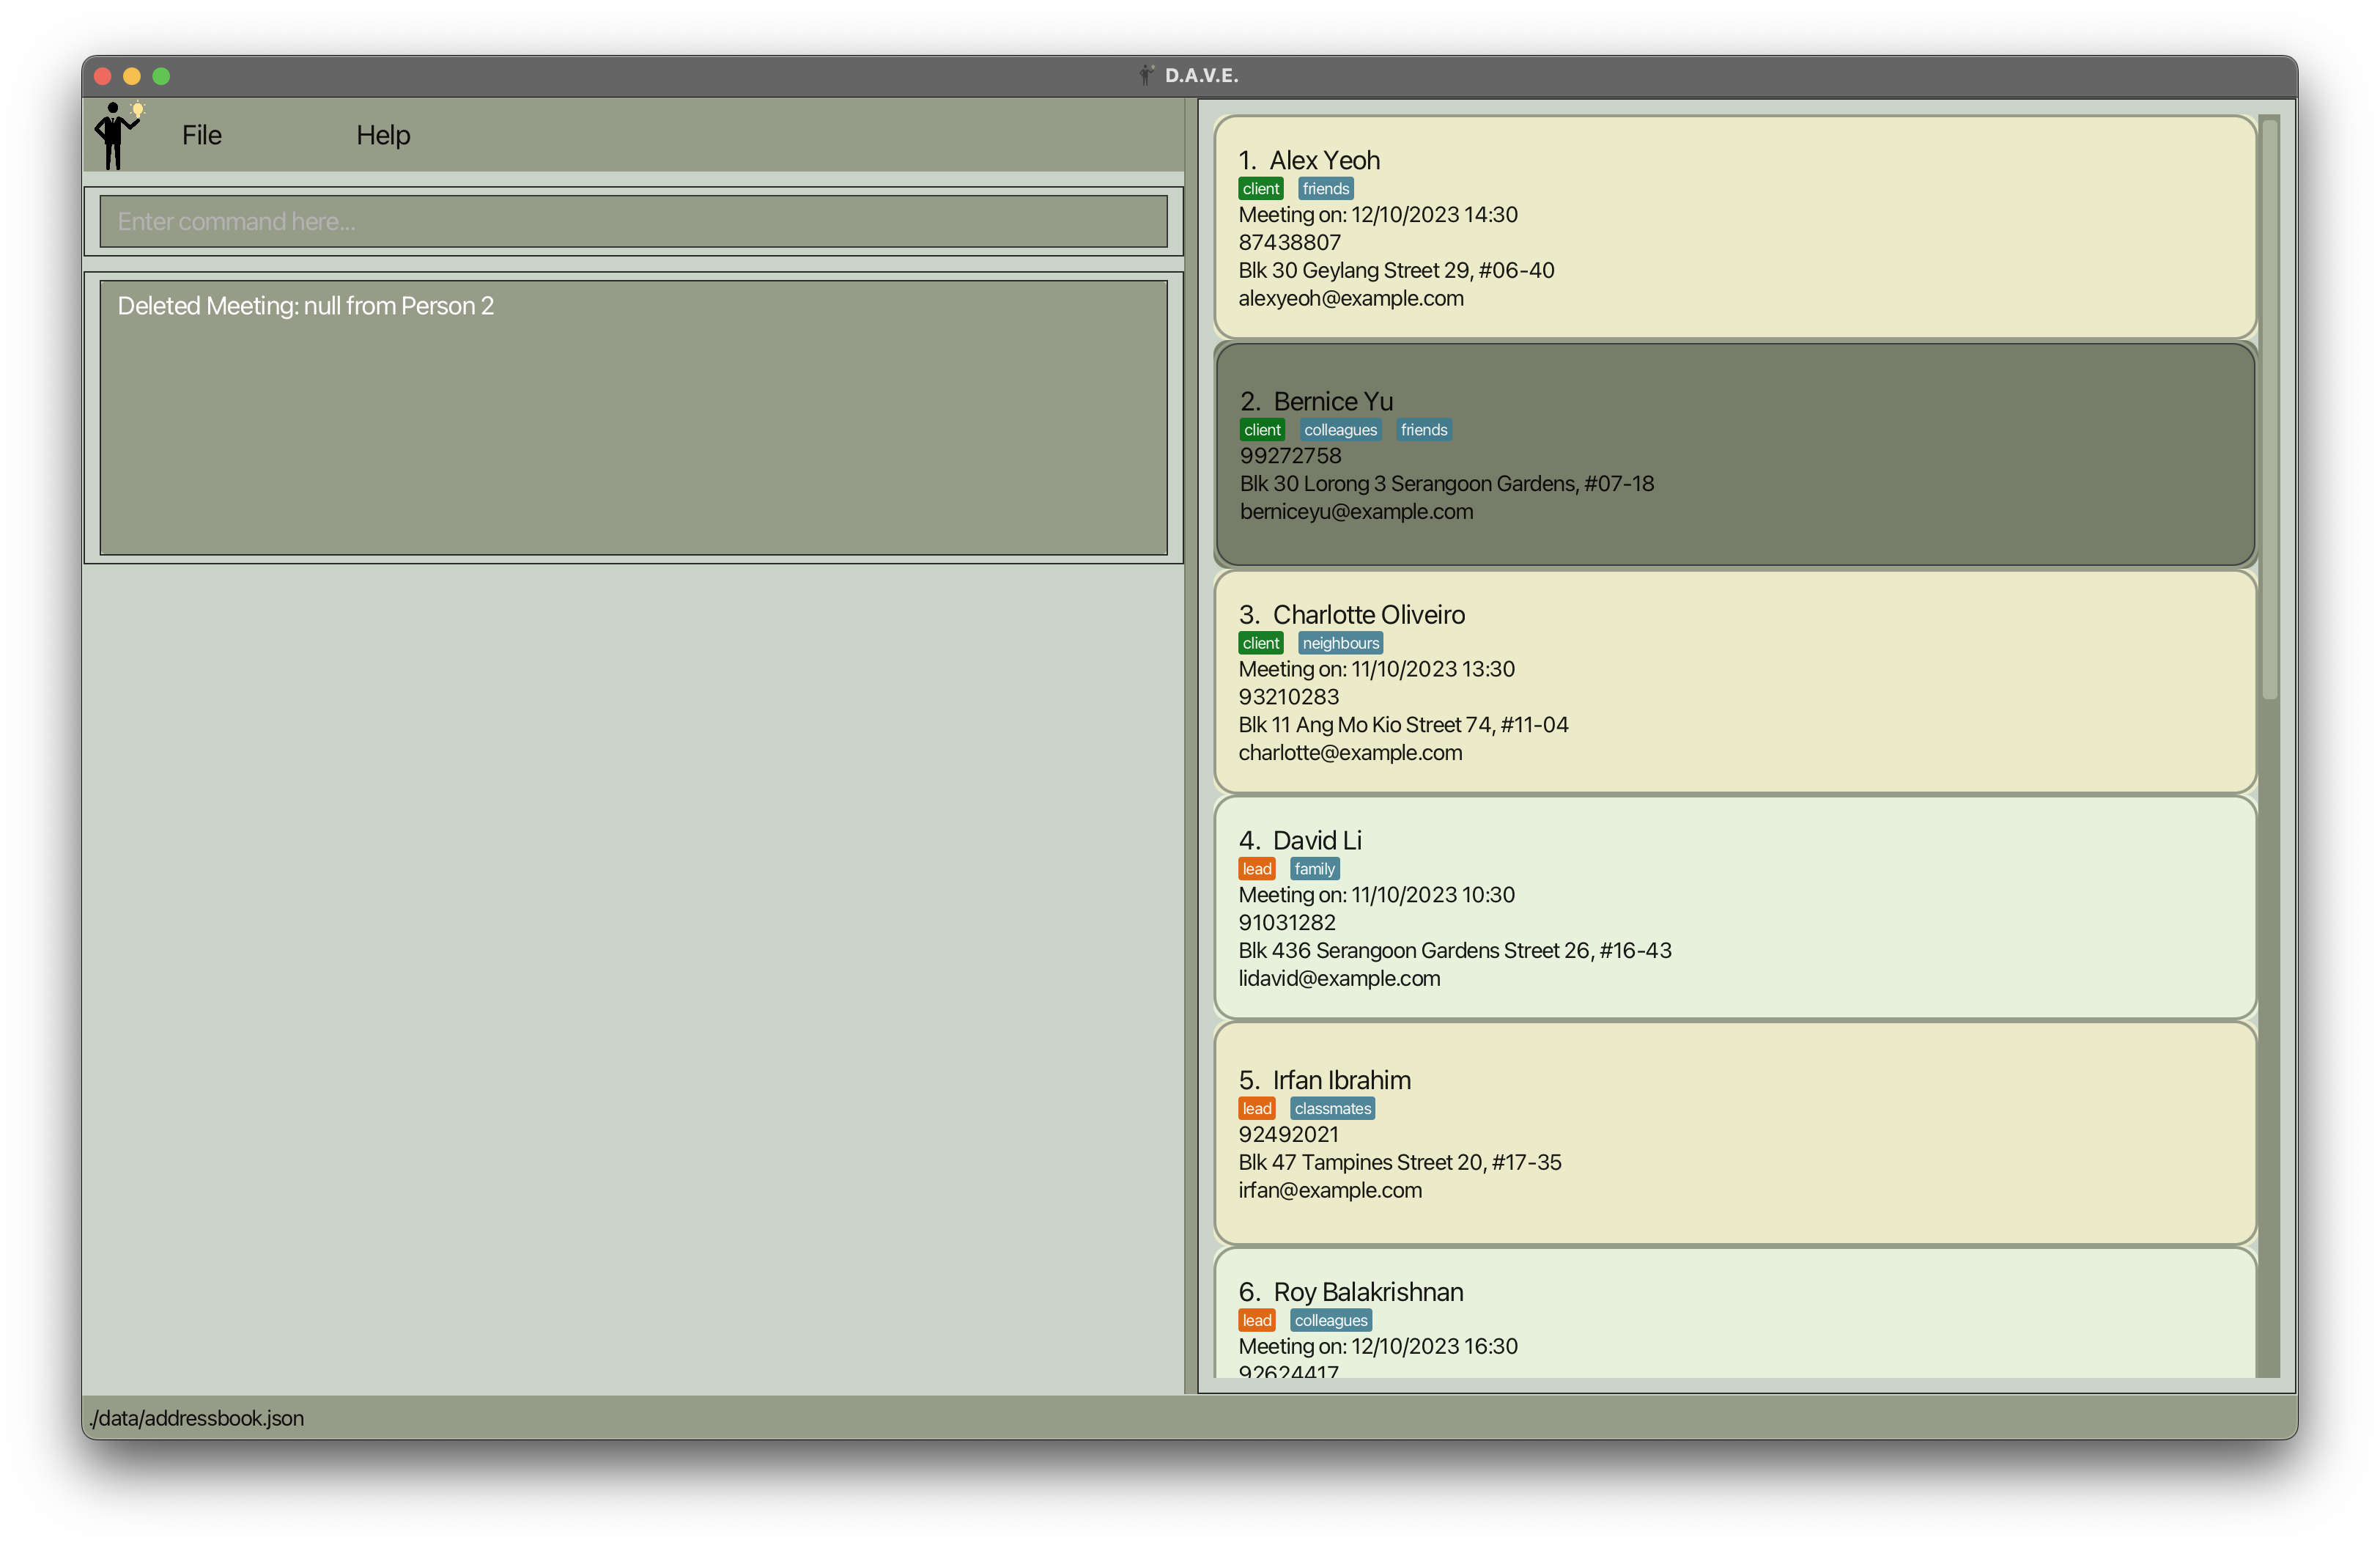 D.A.V.E.
File Help
Enter command here...
Deleted Meeting: null from Person 2
1. Alex Yeoh
client friends
Meeting on: 12/10/2023 14:30
87438807
Blk 30 Geylang Street 29, #06-40
alexyeoh@example.com
2. Bernice Yu
client colleagues friends
99272758
Blk 30 Lorong 3 Serangoon Gardens, #07-18
berniceyu@example.com
3. Charlotte Oliveiro
client neighbours
Meeting on: 11/10/2023 13:30
93210283
Blk 11 Ang Mo Kio Street 74, #11-04
charlotte@example.com
4. David Li
lead family
Meeting on: 11/10/2023 10:30
91031282
Blk 436 Serangoon Gardens Street 26, #16-43
lidavid@example.com
5. Irfan Ibrahim
lead classmates
92492021
Blk 47 Tampines Street 20, #17-35
irfan@example.com
6. Roy Balakrishnan
lead colleagues
Meeting on: 12/10/2023 16:30
92624417
./data/addressbook.json